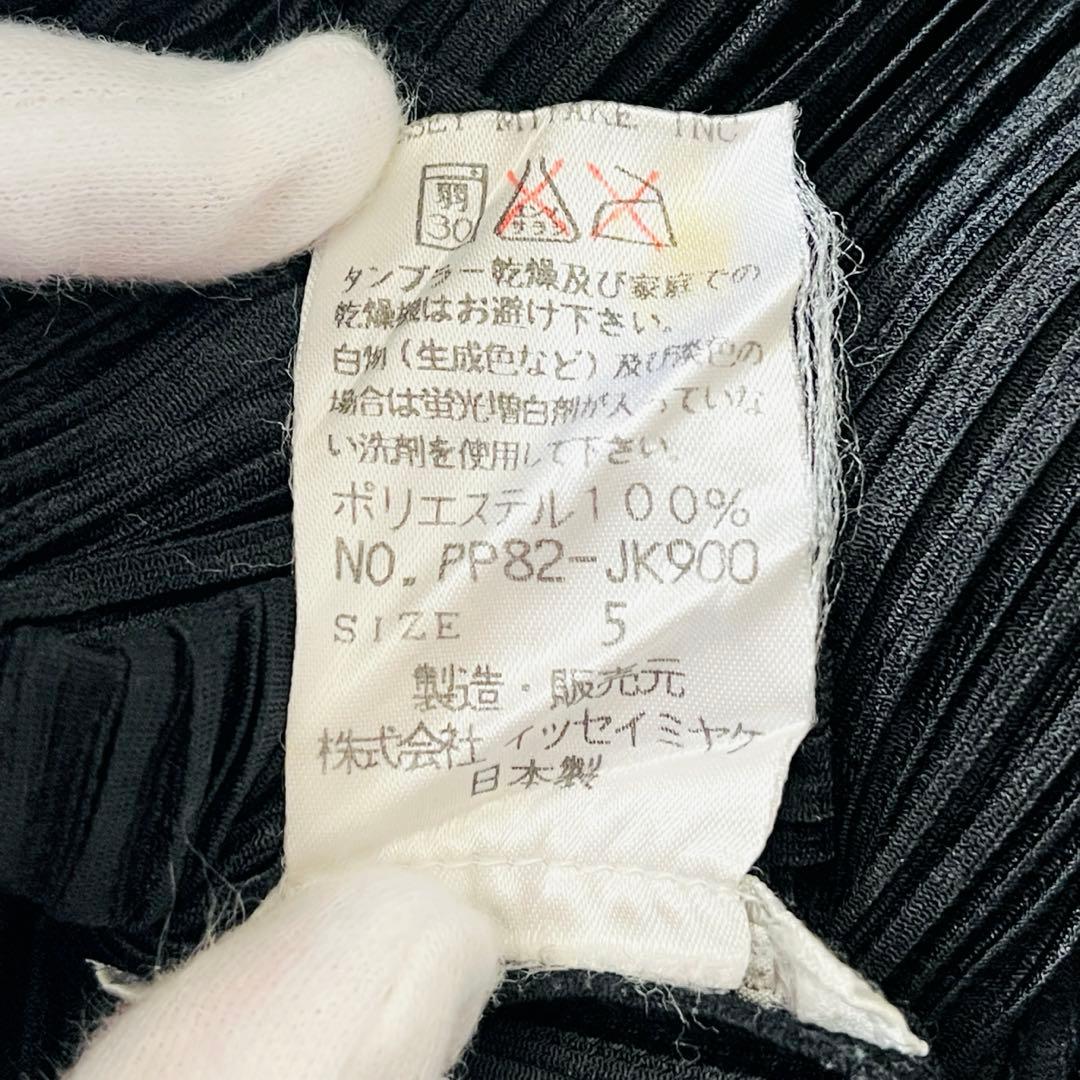 MIYAKE INC
弱
30
タンブラー乾燥及び家庭での
乾燥機はお避け下さい。
白物(生成色など)及び淡色の
場合は蛍光増白剤が入っていな
い洗剤を使用して下さい。
ポリエステル100%
NO. PP82-JK900
SIZE 5
製造・販売元
株式会社 イッセイミヤケ
日本製